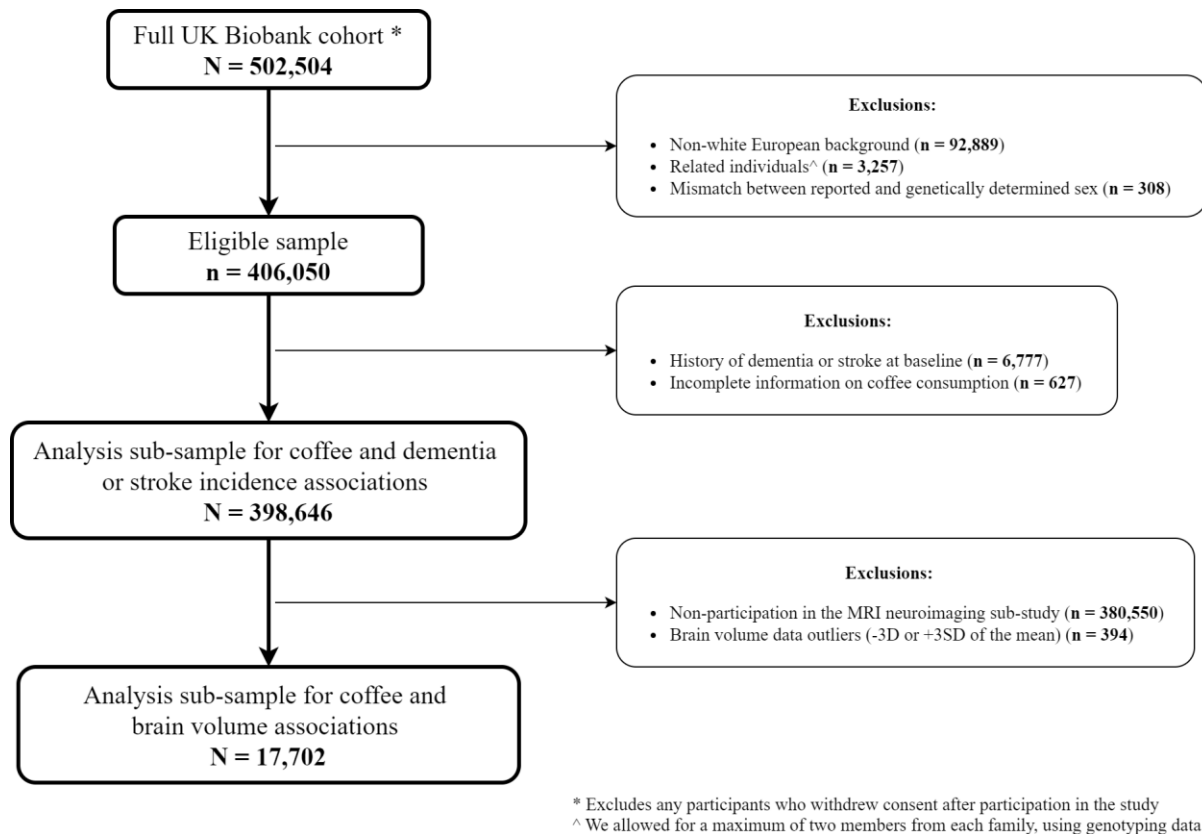 Full UK Biobank cohort *
N = 502,504
Exclusions:
• Non-white European background (n = 92,889)
• Related individuals^ (n = 3,257)
• Mismatch between reported and genetically determined sex (n = 308)
Eligible sample
n = 406,050
Exclusions:
• History of dementia or stroke at baseline (n = 6,777)
• Incomplete information on coffee consumption (n = 627)
Analysis sub-sample for coffee and dementia
or stroke incidence associations
N = 398,646
Exclusions:
• Non-participation in the MRI neuroimaging sub-study (n = 380,550)
• Brain volume data outliers (-3D or +3SD of the mean) (n = 394)
Analysis sub-sample for coffee and
brain volume associations
N = 17,702
* Excludes any participants who withdrew consent after participation in the study
^ We allowed for a maximum of two members from each family, using genotyping data